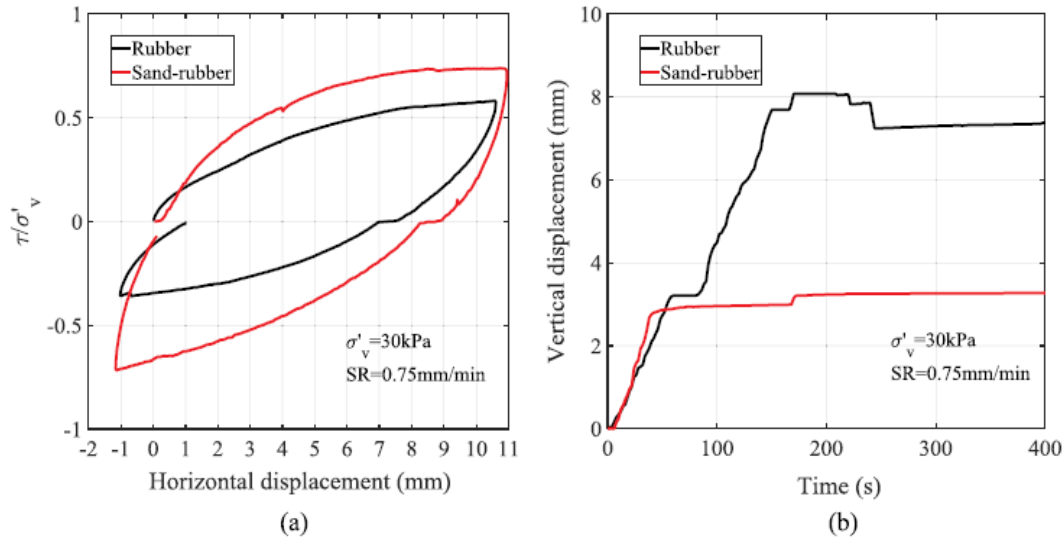 Rubber
Sand-rubber
1
0.5
0
-0.5
-1
τ/σ'v
σ'v=30kPa
SR=0.75mm/min
-2 -1 0 1 2 3 4 5 6 7 8 9 10 11
Horizontal displacement (mm)
(a)
Rubber
Sand-rubber
10
8
6
4
2
0
Vertical displacement (mm)
σ'v=30kPa
SR=0.75mm/min
0 100 200 300 400
Time (s)
(b)